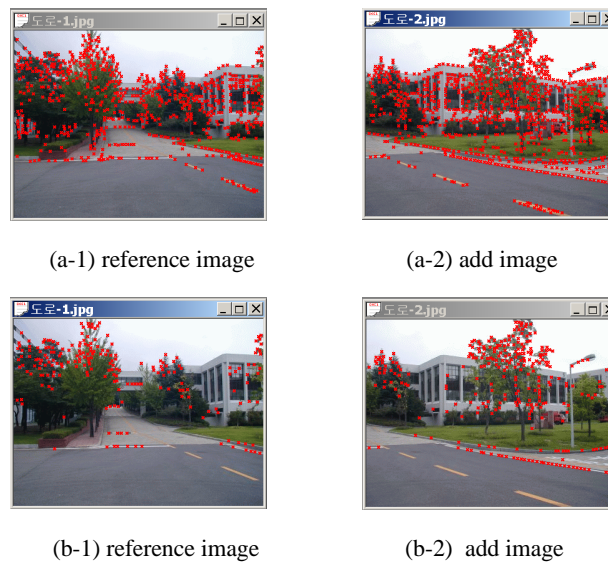 도로-1.jpg
도로-2.jpg
(a-1) reference image
(a-2) add image
도로-1.jpg
도로-2.jpg
(b-1) reference image
(b-2) add image